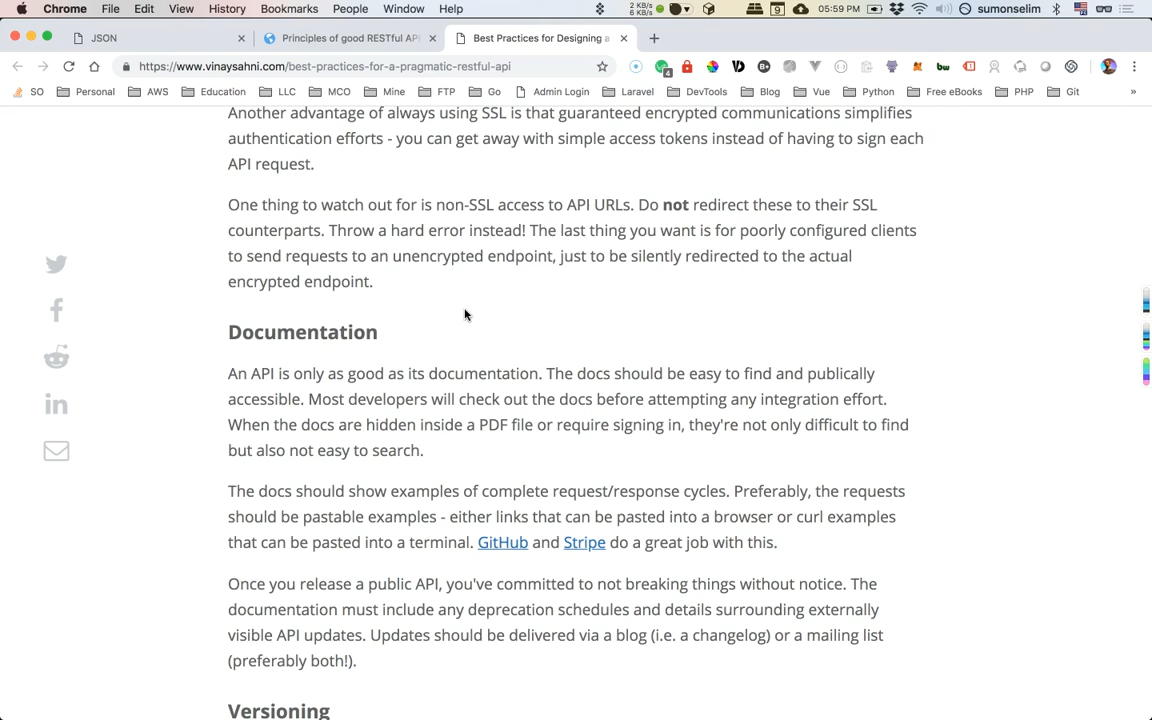 Chrome File Edit View History Bookmarks People Window Help 2 KB/s 6 KB/s 9 05:59 PM sumonselim
JSON Principles of good RESTful AP Best Practices for Designing a
https://www.vinaysahni.com/best-practices-for-a-pragmatic-restful-api
SO Personal AWS Education LLC MCO Mine FTP Go Admin Login Laravel DevTools Blog Vue Python Free eBooks PHP Git »
Another advantage of always using SSL is that guaranteed encrypted communications simplifies
authentication efforts - you can get away with simple access tokens instead of having to sign each
API request.
One thing to watch out for is non-SSL access to API URLs. Do not redirect these to their SSL
counterparts. Throw a hard error instead! The last thing you want is for poorly configured clients
to send requests to an unencrypted endpoint, just to be silently redirected to the actual
encrypted endpoint.
Documentation
An API is only as good as its documentation. The docs should be easy to find and publically
accessible. Most developers will check out the docs before attempting any integration effort.
When the docs are hidden inside a PDF file or require signing in, they're not only difficult to find
but also not easy to search.
The docs should show examples of complete request/response cycles. Preferably, the requests
should be pastable examples - either links that can be pasted into a browser or curl examples
that can be pasted into a terminal. GitHub and Stripe do a great job with this.
Once you release a public API, you've committed to not breaking things without notice. The
documentation must include any deprecation schedules and details surrounding externally
visible API updates. Updates should be delivered via a blog (i.e. a changelog) or a mailing list
(preferably both!).
Versioning